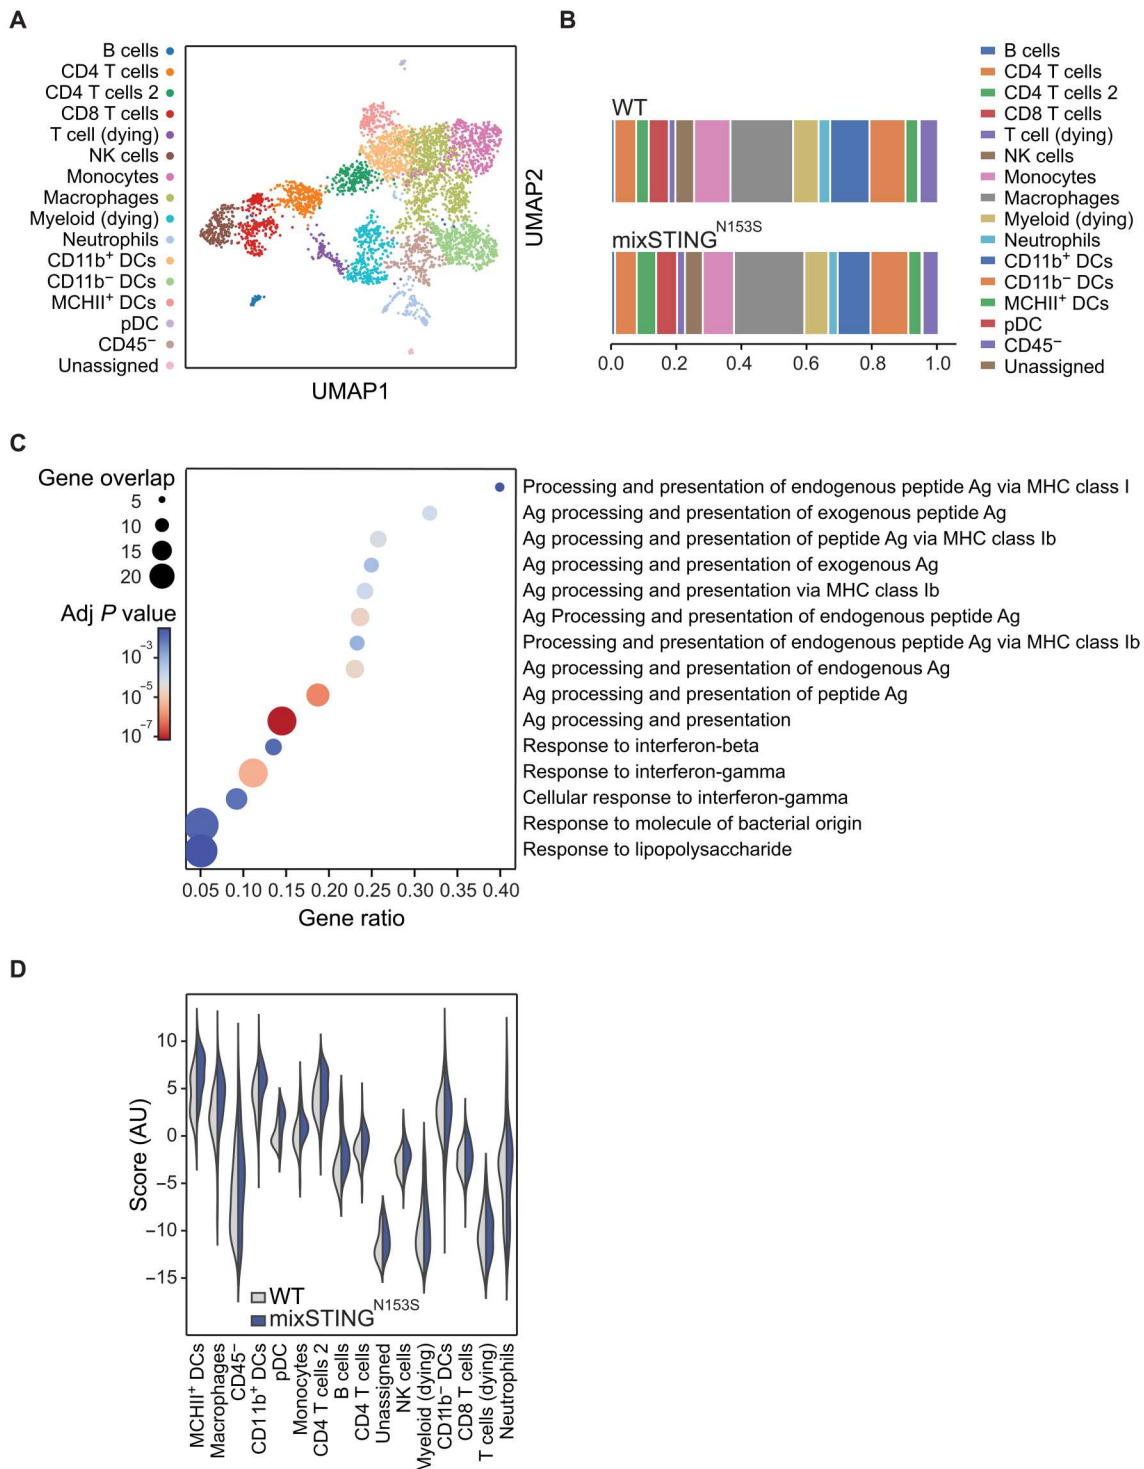 A
B cells
CD4 T cells
CD4 T cells 2
CD8 T cells
T cell (dying)
NK cells
Monocytes
Macrophages
Myeloid (dying)
Neutrophils
CD11b⁺ DCs
CD11b⁻ DCs
MCHII⁺ DCs
pDC
CD45⁻
Unassigned
UMAP1
UMAP2
B
WT
mixSTINGᴺ¹⁵³ˢ
0.0 0.2 0.4 0.6 0.8 1.0
B cells
CD4 T cells
CD4 T cells 2
CD8 T cells
T cell (dying)
NK cells
Monocytes
Macrophages
Myeloid (dying)
Neutrophils
CD11b⁺ DCs
CD11b⁻ DCs
MCHII⁺ DCs
pDC
CD45⁻
Unassigned
C
Gene overlap
5
10
15
20
Adj P value
10⁻³
10⁻⁵
10⁻⁷
Processing and presentation of endogenous peptide Ag via MHC class I
Ag processing and presentation of exogenous peptide Ag
Ag processing and presentation of peptide Ag via MHC class Ib
Ag processing and presentation of exogenous Ag
Ag processing and presentation via MHC class Ib
Ag Processing and presentation of endogenous peptide Ag
Processing and presentation of endogenous peptide Ag via MHC class Ib
Ag processing and presentation of endogenous Ag
Ag processing and presentation of peptide Ag
Ag processing and presentation
Response to interferon-beta
Response to interferon-gamma
Cellular response to interferon-gamma
Response to molecule of bacterial origin
Response to lipopolysaccharide
0.05 0.10 0.15 0.20 0.25 0.30 0.35 0.40
Gene ratio
D
Score (AU)
10
5
0
−5
−10
−15
WT
mixSTINGᴺ¹⁵³ˢ
MCHII⁺ DCs
Macrophages
CD45⁻
CD11b⁺ DCs
pDC
Monocytes
CD4 T cells 2
B cells
CD4 T cells
Unassigned
NK cells
Myeloid (dying)
CD11b⁻ DCs
CD8 T cells
T cells (dying)
Neutrophils